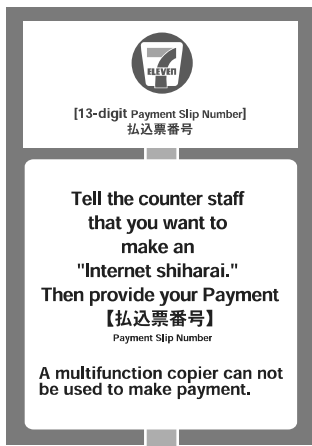 7
ELEVEn
[13-digit Payment Slip Number]
払込票番号
Tell the counter staff
that you want to
make an
"Internet shiharai."
Then provide your Payment
【払込票番号】
Payment Slip Number
A multifunction copier can not
be used to make payment.